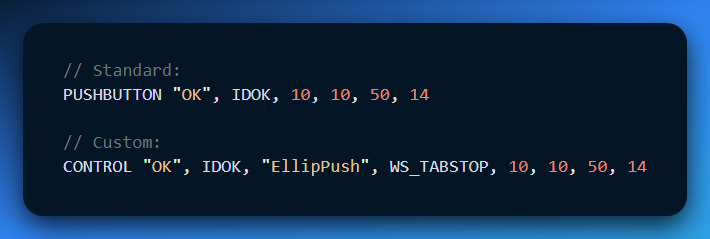 // Standard:
PUSHBUTTON "OK", IDOK, 10, 10, 50, 14
// Custom:
CONTROL "OK", IDOK, "EllipPush", WS_TABSTOP, 10, 10, 50, 14